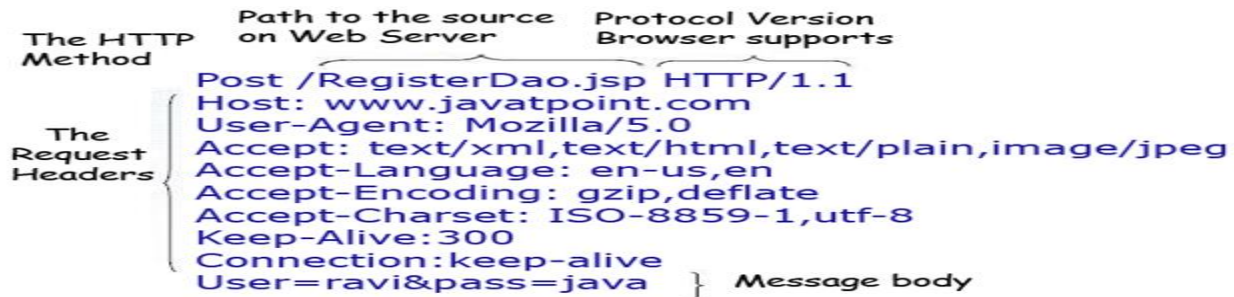 Path to the source Protocol Version
The HTTP on Web Server Browser supports
Method
Post /RegisterDao.jsp HTTP/1.1
Host: www.javatpoint.com
User-Agent: Mozilla/5.0
The
Request
Headers
Accept: text/xml,text/html,text/plain,image/jpeg
Accept-Language: en-us,en
Accept-Encoding: gzip,deflate
Accept-Charset: ISO-8859-1,utf-8
Keep-Alive:300
Connection:keep-alive
User=ravi&pass=java } Message body